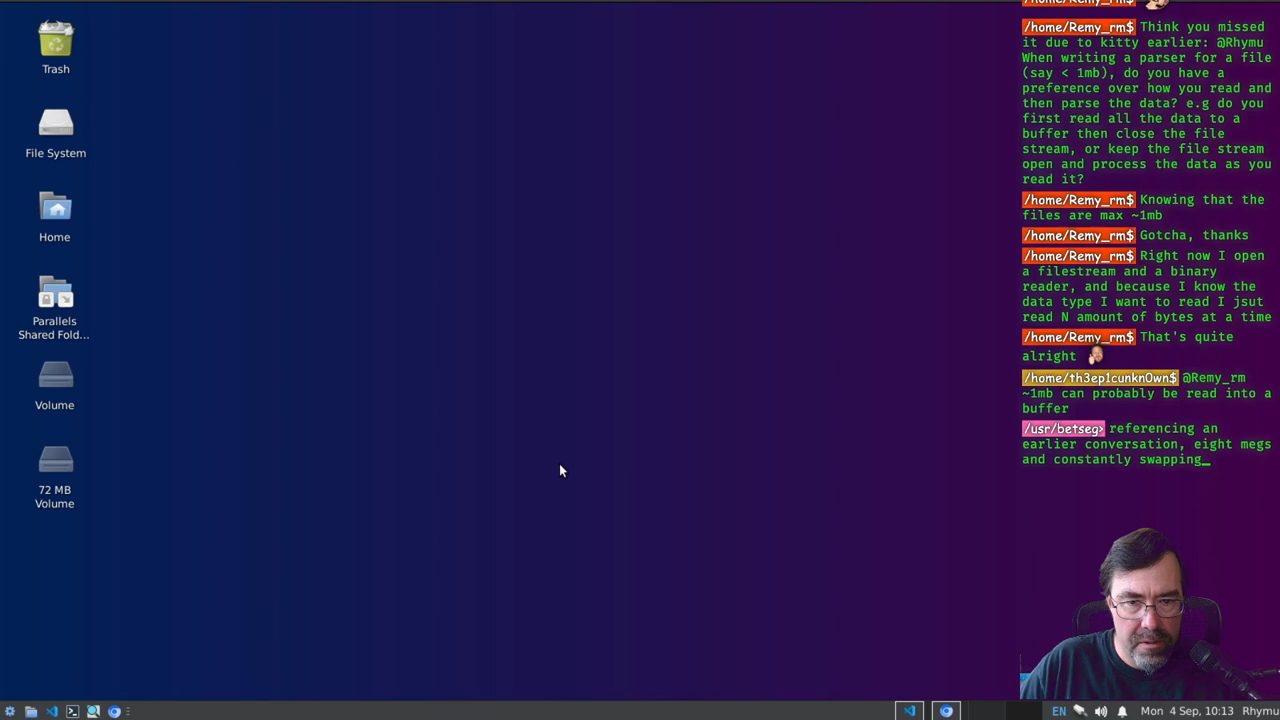 Trash
File System
Home
Parallels
Shared Fold...
Volume
72 MB
Volume
/home/Remy_rm$
/home/Remy_rm$ Think you missed
it due to kitty earlier: @Rhymu
When writing a parser for a file
(say < 1mb), do you have a
preference over how you read and
then parse the data? e.g do you
first read all the data to a
buffer then close the file
stream, or keep the file stream
open and process the data as you
read it?
/home/Remy_rm$ Knowing that the
files are max ~1mb
/home/Remy_rm$ Gotcha, thanks
/home/Remy_rm$ Right now I open
a filestream and a binary
reader, and because I know the
data type I want to read I jsut
read N amount of bytes at a time
/home/Remy_rm$ That's quite
alright
/home/th3ep1cunkn0wn$ @Remy_rm
~1mb can probably be read into a
buffer
/usr/betseg> referencing an
earlier conversation, eight megs
and constantly swapping_
EN Mon 4 Sep, 10:13 Rhymu